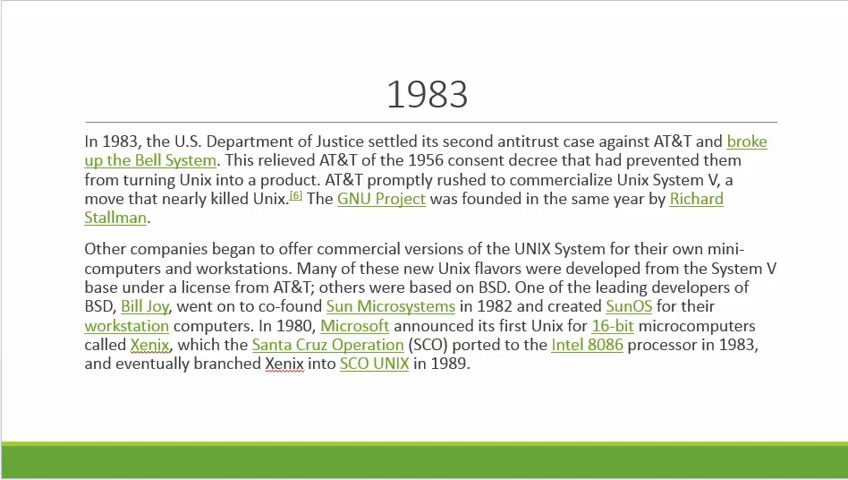 1983
In 1983, the U.S. Department of Justice settled its second antitrust case against AT&T and broke
up the Bell System. This relieved AT&T of the 1956 consent decree that had prevented them
from turning Unix into a product. AT&T promptly rushed to commercialize Unix System V, a
move that nearly killed Unix.[6] The GNU Project was founded in the same year by Richard
Stallman.
Other companies began to offer commercial versions of the UNIX System for their own mini-
computers and workstations. Many of these new Unix flavors were developed from the System V
base under a license from AT&T; others were based on BSD. One of the leading developers of
BSD, Bill Joy, went on to co-found Sun Microsystems in 1982 and created SunOS for their
workstation computers. In 1980, Microsoft announced its first Unix for 16-bit microcomputers
called Xenix, which the Santa Cruz Operation (SCO) ported to the Intel 8086 processor in 1983,
and eventually branched Xenix into SCO UNIX in 1989.